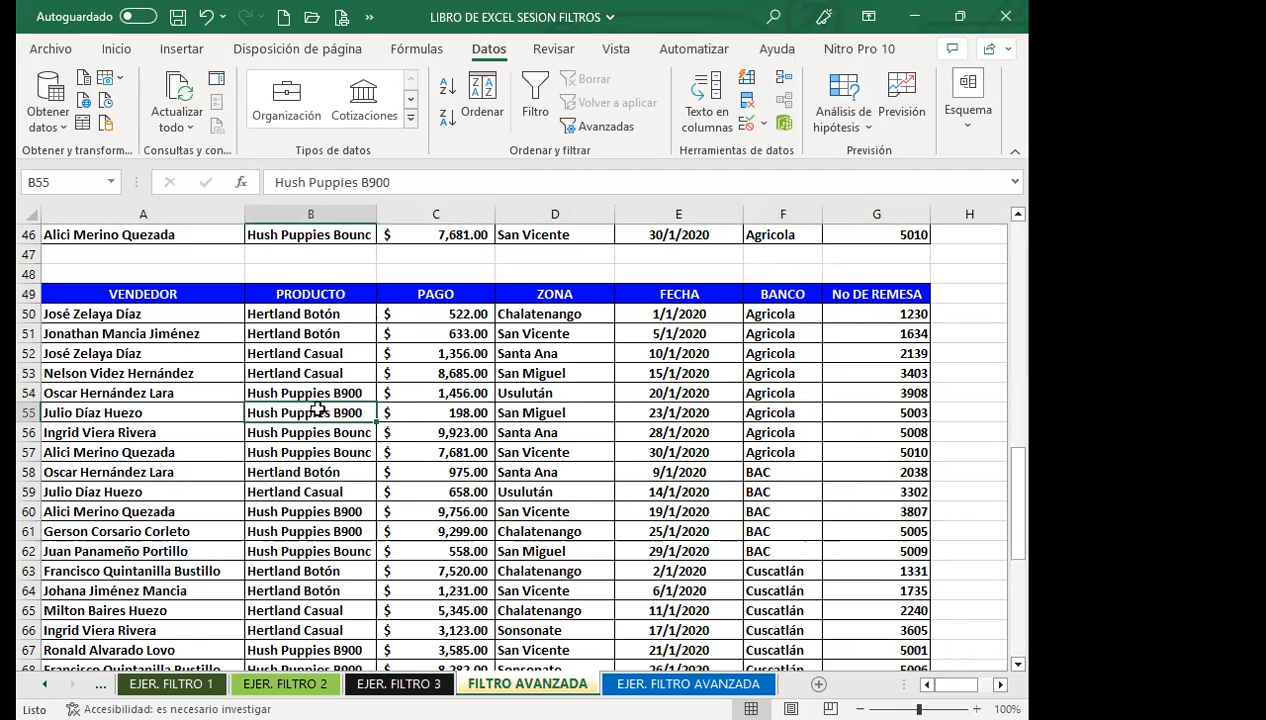 Autoguardado LIBRO DE EXCEL SESION FILTROS
Archivo Inicio Insertar Disposición de página Fórmulas Datos Revisar Vista Automatizar Ayuda Nitro Pro 10
Obtener datos
Actualizar todo
Organización Cotizaciones
Ordenar
Filtro
Borrar
Volver a aplicar
Avanzadas
Texto en columnas
Análisis de hipótesis
Previsión
Esquema
Obtener y transform... Consultas y con... Tipos de datos Ordenar y filtrar Herramientas de datos Previsión
B55 fx Hush Puppies B900
A B C D E F G H
46 Alici Merino Quezada Hush Puppies Bounc $ 7,681.00 San Vicente 30/1/2020 Agricola 5010
47
48
49 VENDEDOR PRODUCTO PAGO ZONA FECHA BANCO No DE REMESA
50 José Zelaya Díaz Hertland Botón $ 522.00 Chalatenango 1/1/2020 Agricola 1230
51 Jonathan Mancia Jiménez Hertland Botón $ 633.00 San Vicente 5/1/2020 Agricola 1634
52 José Zelaya Díaz Hertland Casual $ 1,356.00 Santa Ana 10/1/2020 Agricola 2139
53 Nelson Videz Hernández Hertland Casual $ 8,685.00 San Miguel 15/1/2020 Agricola 3403
54 Oscar Hernández Lara Hush Puppies B900 $ 1,456.00 Usulután 20/1/2020 Agricola 3908
55 Julio Díaz Huezo Hush Puppies B900 $ 198.00 San Miguel 23/1/2020 Agricola 5003
56 Ingrid Viera Rivera Hush Puppies Bounc $ 9,923.00 Santa Ana 28/1/2020 Agricola 5008
57 Alici Merino Quezada Hush Puppies Bounc $ 7,681.00 San Vicente 30/1/2020 Agricola 5010
58 Oscar Hernández Lara Hertland Botón $ 975.00 Santa Ana 9/1/2020 BAC 2038
59 Julio Díaz Huezo Hertland Casual $ 658.00 Usulután 14/1/2020 BAC 3302
60 Alici Merino Quezada Hush Puppies B900 $ 9,756.00 San Vicente 19/1/2020 BAC 3807
61 Gerson Corsario Corleto Hush Puppies B900 $ 9,299.00 Chalatenango 25/1/2020 BAC 5005
62 Juan Panameño Portillo Hush Puppies Bounc $ 558.00 San Miguel 29/1/2020 BAC 5009
63 Francisco Quintanilla Bustillo Hertland Botón $ 7,520.00 Chalatenango 2/1/2020 Cuscatlán 1331
64 Johana Jiménez Mancia Hertland Botón $ 1,231.00 San Vicente 6/1/2020 Cuscatlán 1735
65 Milton Baires Huezo Hertland Casual $ 5,345.00 Chalatenango 11/1/2020 Cuscatlán 2240
66 Ingrid Viera Rivera Hertland Casual $ 3,123.00 Sonsonate 17/1/2020 Cuscatlán 3605
67 Ronald Alvarado Lovo Hush Puppies B900 $ 3,585.00 San Vicente 21/1/2020 Cuscatlán 5001
68 Francisco Quintanilla Bustillo Hush Puppies B900 $ 8,282.00 Sonsonate 26/1/2020 Cuscatlán 5006
... EJER. FILTRO 1 EJER. FILTRO 2 EJER. FILTRO 3 FILTRO AVANZADA EJER. FILTRO AVANZADA
Listo Accesibilidad: es necesario investigar 100%